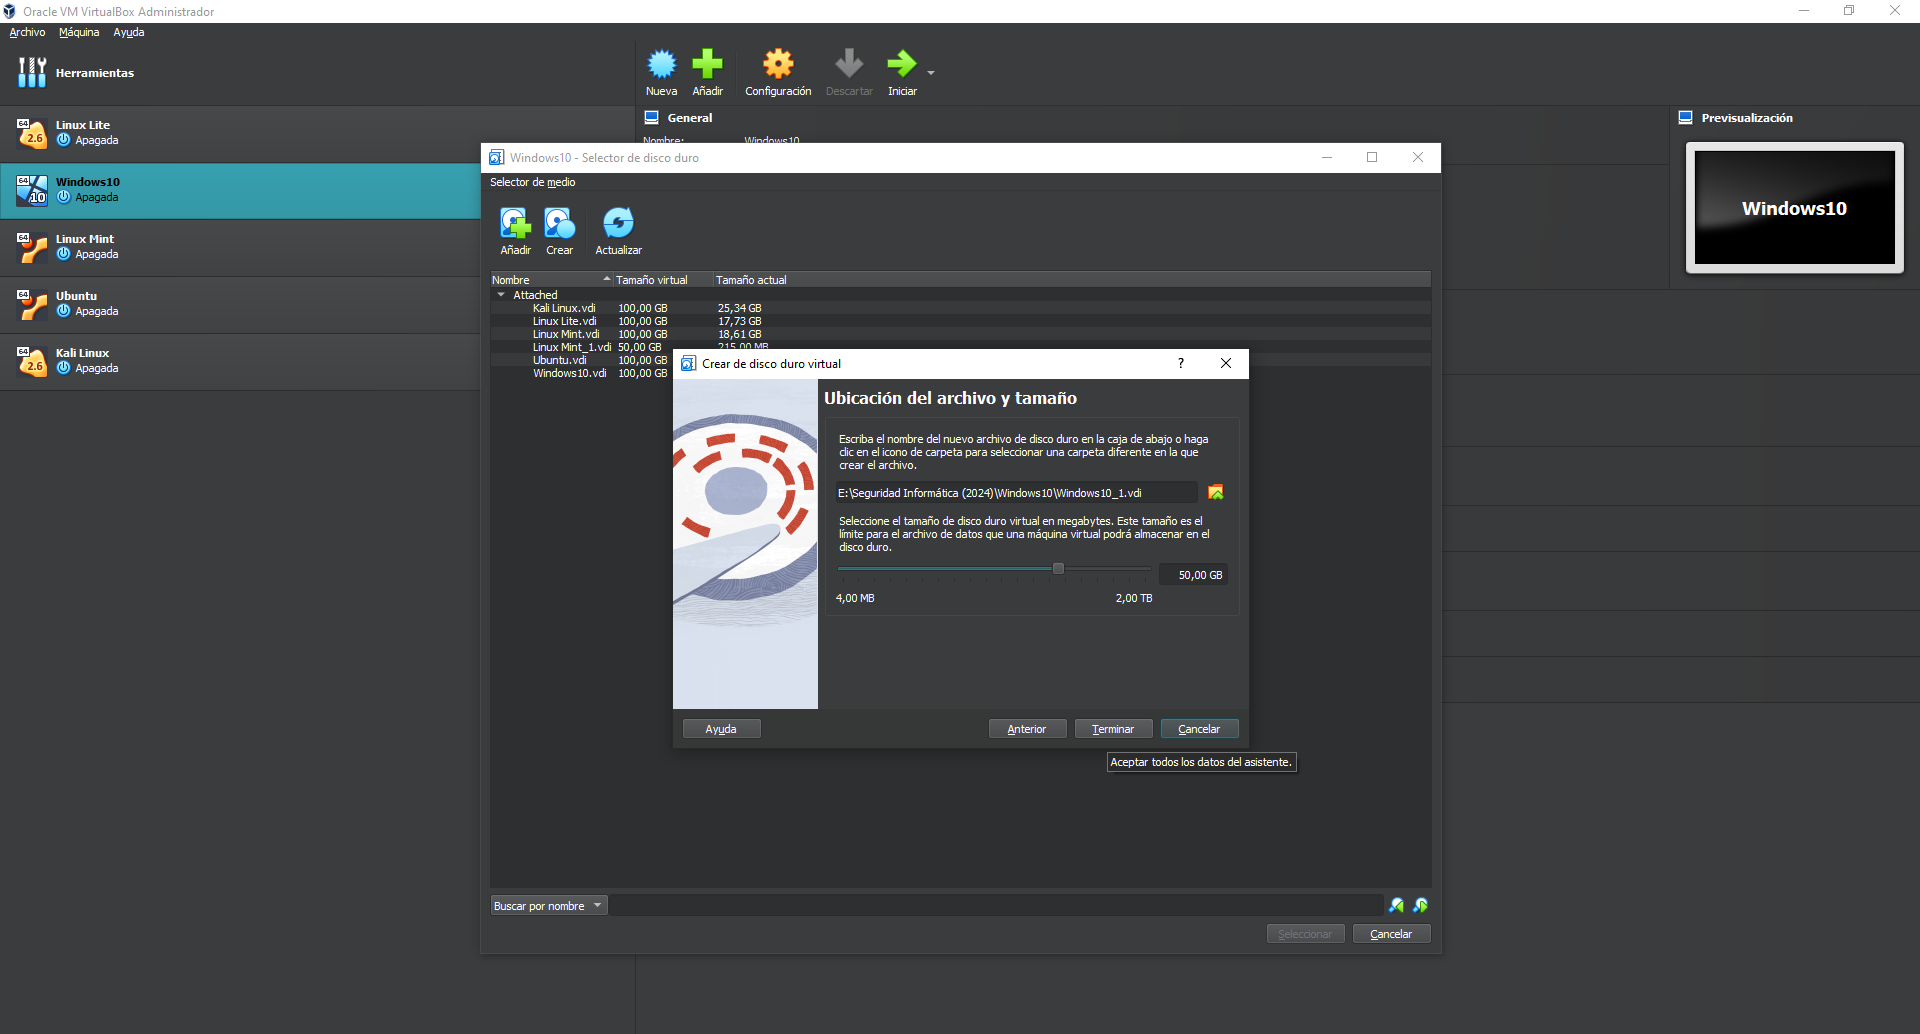 Oracle VM VirtualBox Administrador
Archivo Máquina Ayuda
Herramientas
Nueva Añadir Configuración Descartar Iniciar
64 2.6 Linux Lite
Apagada
64 10 Windows10
Apagada
64 Linux Mint
Apagada
64 Ubuntu
Apagada
64 2.6 Kali Linux
Apagada
General
Nombre: Windows10
Previsualización
Windows10
Windows10 - Selector de disco duro
Selector de medio
Añadir Crear Actualizar
Nombre Tamaño virtual Tamaño actual
Attached
Kali Linux.vdi 100,00 GB 25,34 GB
Linux Lite.vdi 100,00 GB 17,73 GB
Linux Mint.vdi 100,00 GB 18,61 GB
Linux Mint_1.vdi 50,00 GB 215,00 MB
Ubuntu.vdi 100,00 GB
Windows10.vdi 100,00 GB
Crear de disco duro virtual ?
Ubicación del archivo y tamaño
Escriba el nombre del nuevo archivo de disco duro en la caja de abajo o haga
clic en el icono de carpeta para seleccionar una carpeta diferente en la que
crear el archivo.
E:\Seguridad Informática (2024)\Windows10\Windows10_1.vdi
Seleccione el tamaño de disco duro virtual en megabytes. Este tamaño es el
límite para el archivo de datos que una máquina virtual podrá almacenar en el
disco duro.
50,00 GB
4,00 MB 2,00 TB
Ayuda Anterior Terminar Cancelar
Aceptar todos los datos del asistente.
Buscar por nombre
Seleccionar Cancelar